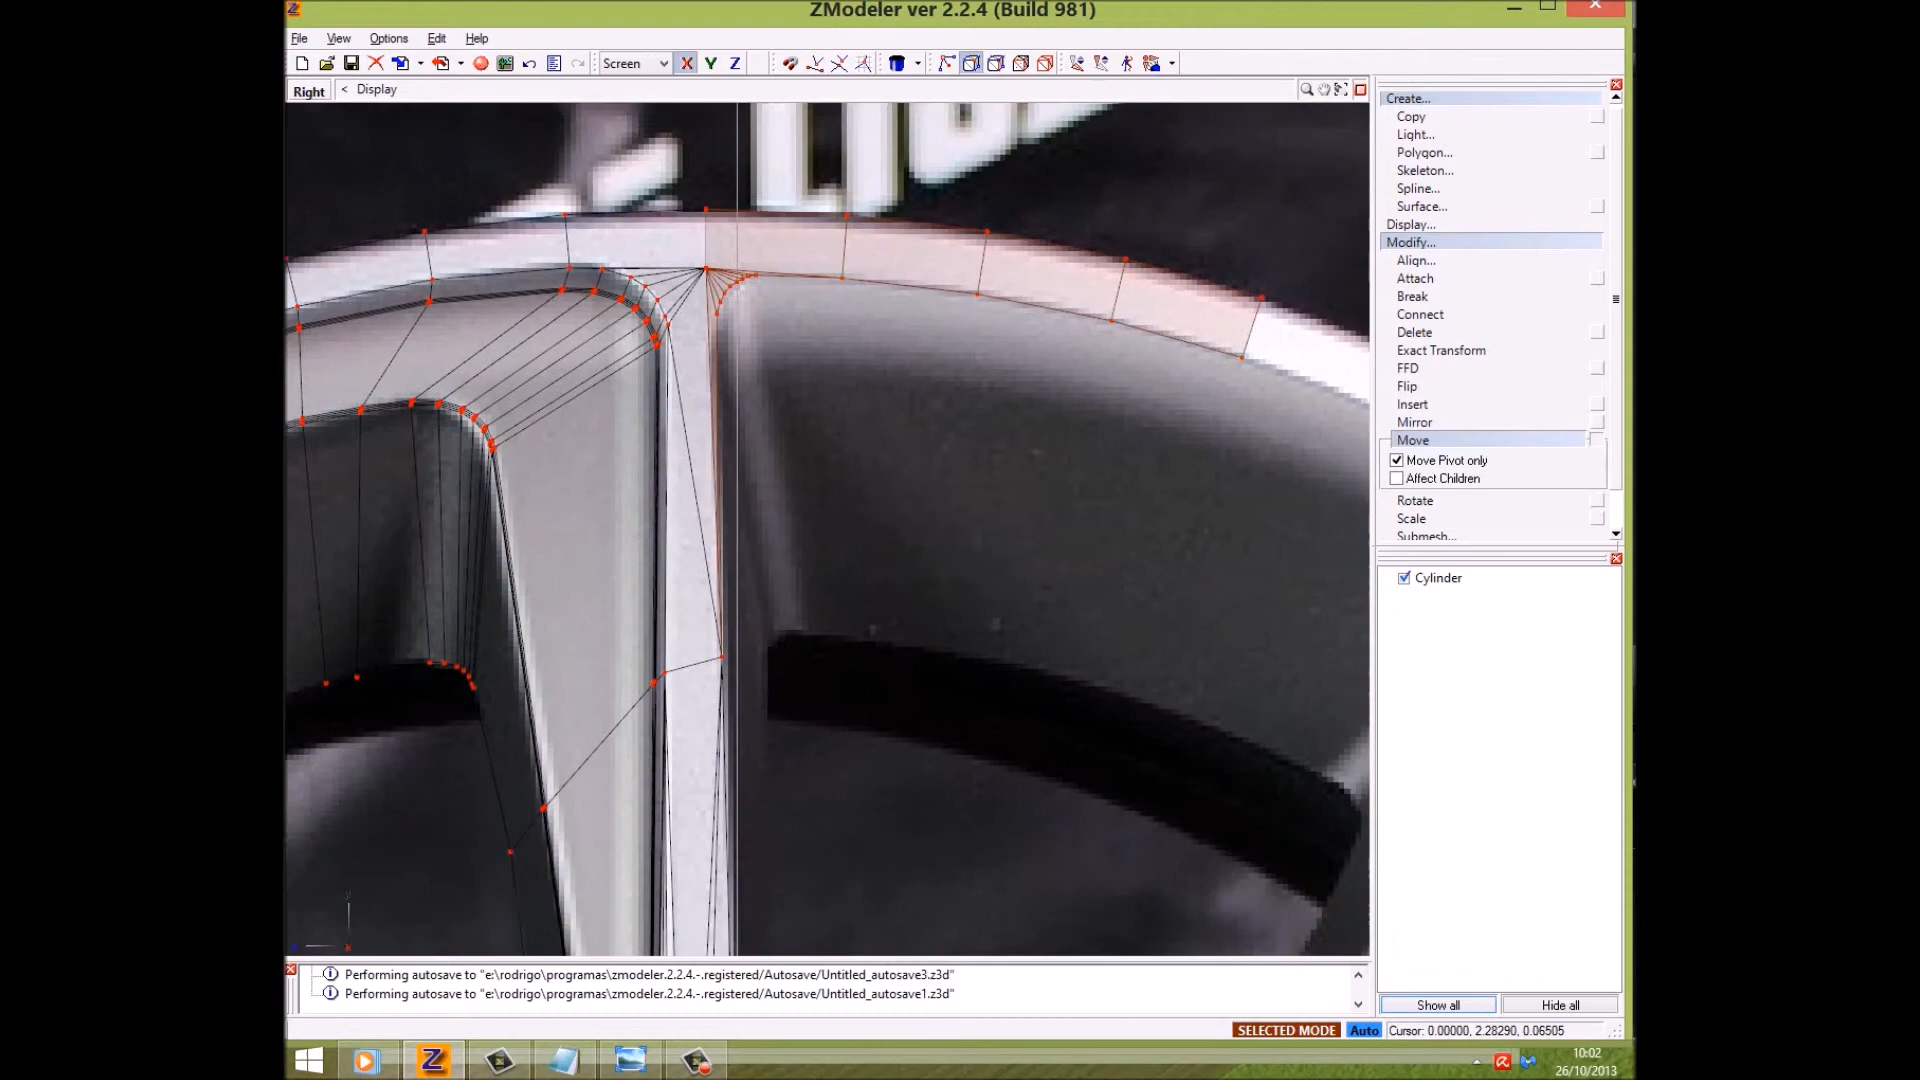 ZModeler ver 2.2.4 (Build 981)
File View Options Edit Help
Screen X Y Z
Right < Display
Create...
Copy
Light...
Polygon...
Skeleton...
Spline...
Surface...
Display...
Modify...
Align...
Attach
Break
Connect
Delete
Exact Transform
FFD
Flip
Insert
Mirror
Move
Move Pivot only
Affect Children
Rotate
Scale
Submesh...
Cylinder
Show all Hide all
Performing autosave to "e:\rodrigo\programas\zmodeler.2.2.4.-.registered/Autosave/Untitled_autosave3.z3d"
Performing autosave to "e:\rodrigo\programas\zmodeler.2.2.4.-.registered/Autosave/Untitled_autosave1.z3d"
SELECTED MODE Auto Cursor: 0.00000, 2.28290, 0.06505
10:02
26/10/2013